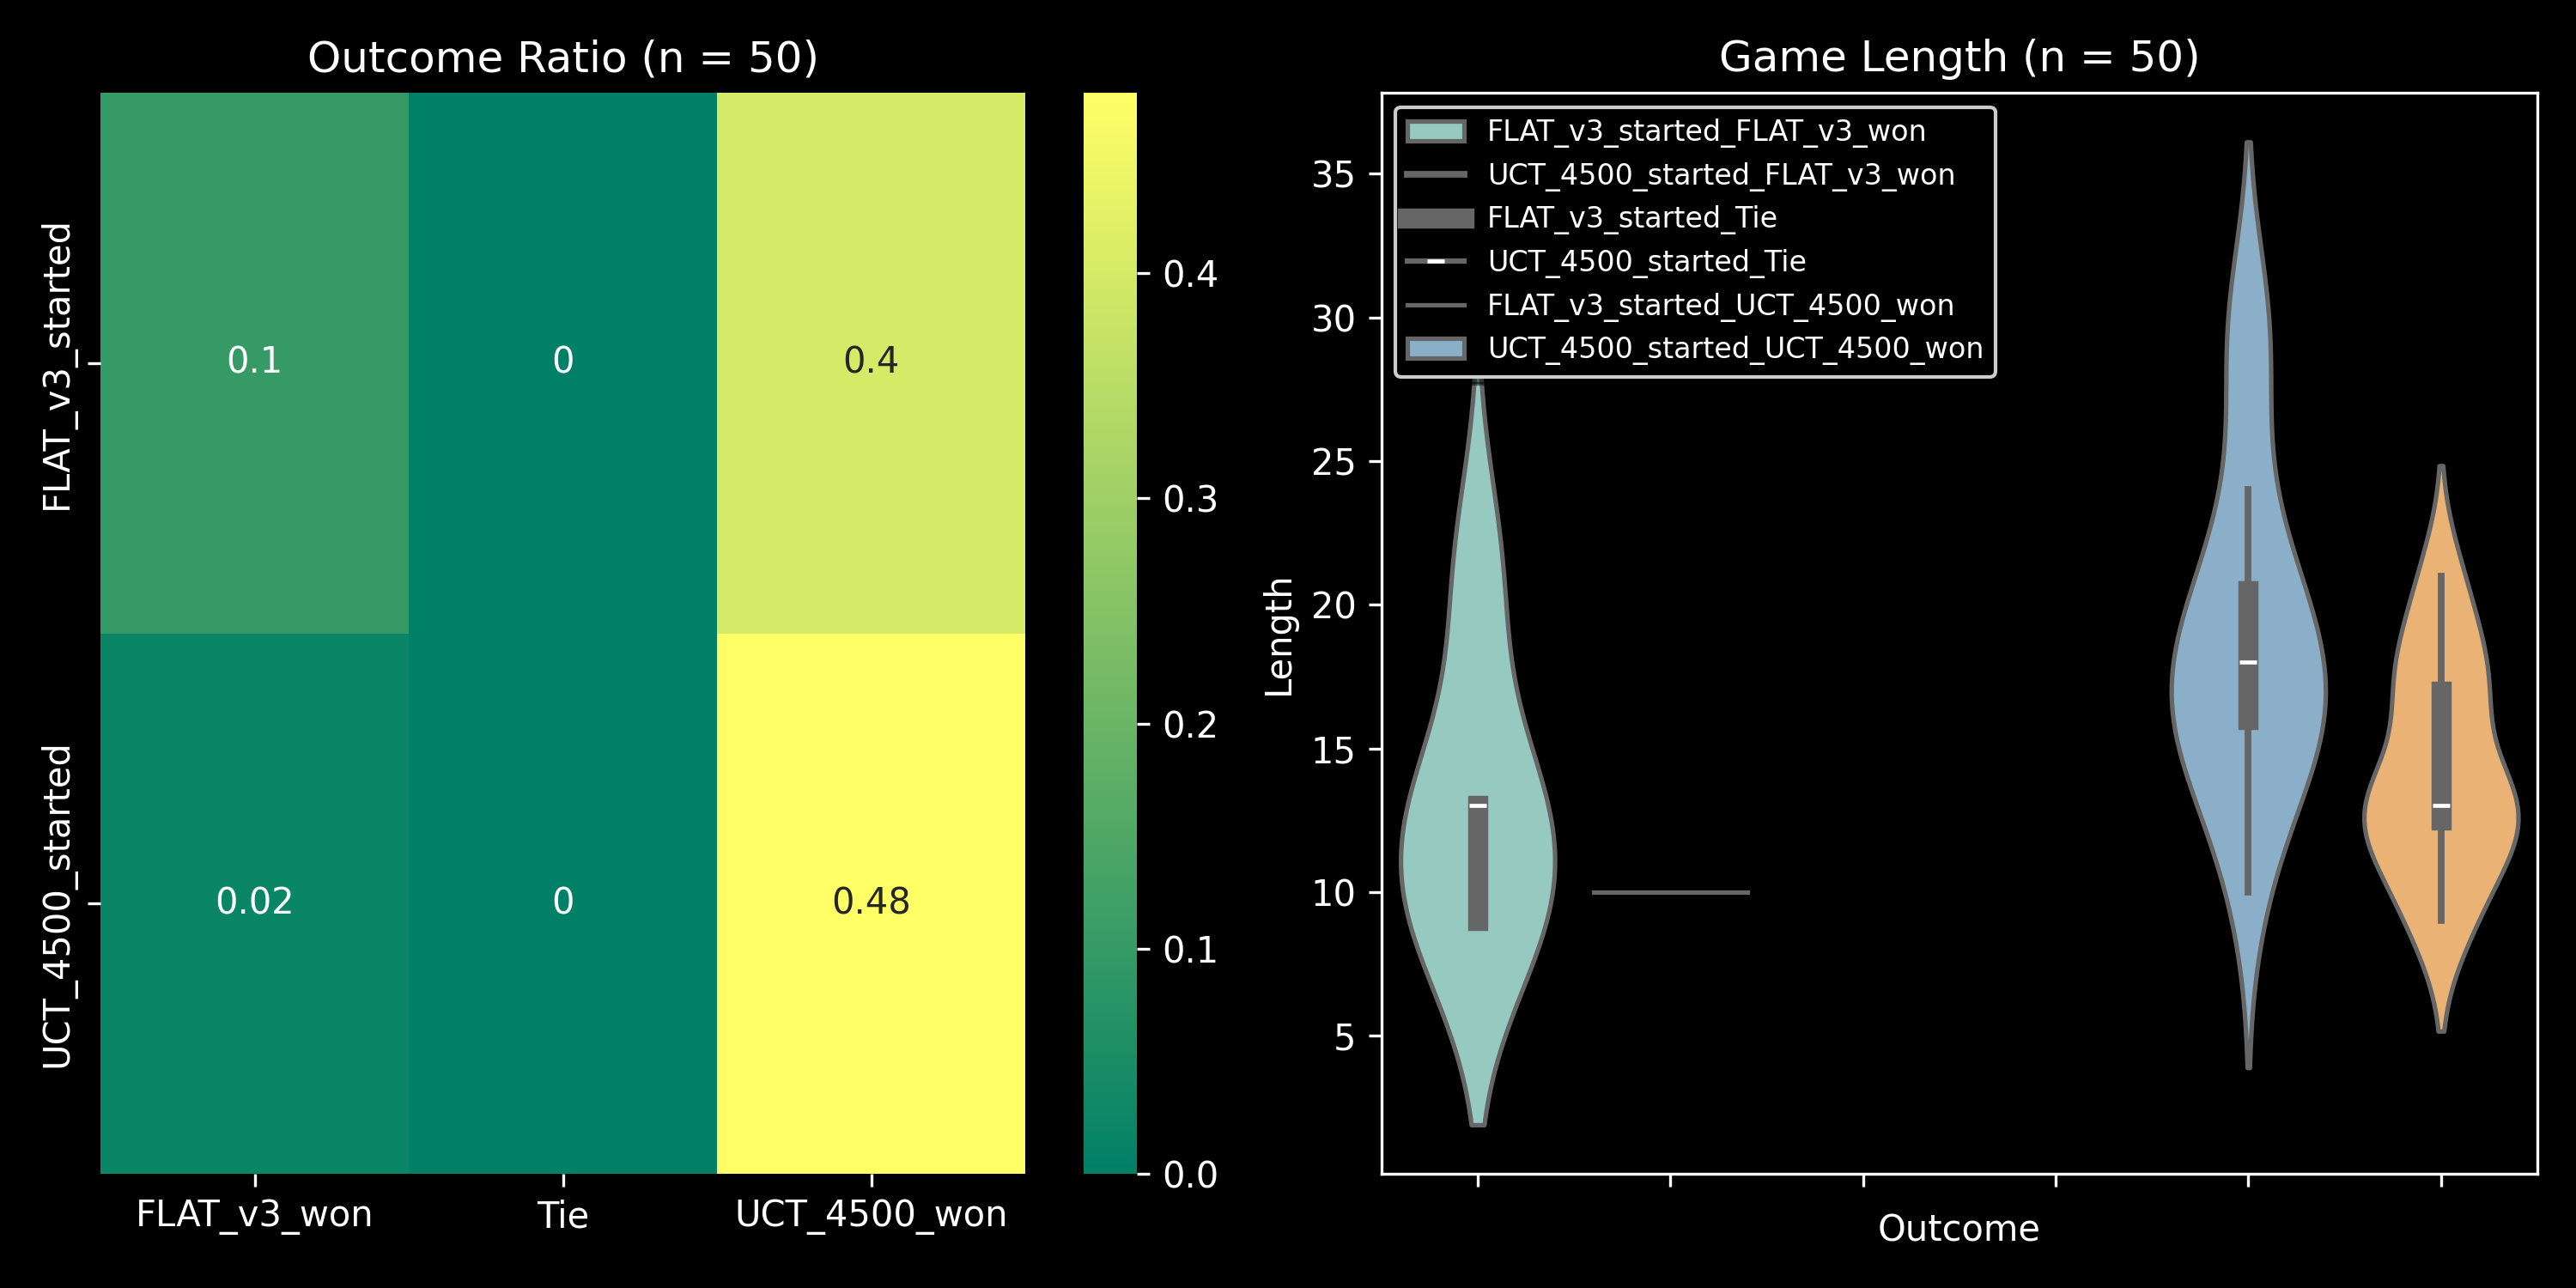 Outcome Ratio (n = 50)
FLAT_v3_started
UCT_4500_started
0.1
0
0.4
0.02
0
0.48
FLAT_v3_won
Tie
UCT_4500_won
0.4
0.3
0.2
0.1
0.0
Game Length (n = 50)
FLAT_v3_started_FLAT_v3_won
UCT_4500_started_FLAT_v3_won
FLAT_v3_started_Tie
UCT_4500_started_Tie
FLAT_v3_started_UCT_4500_won
UCT_4500_started_UCT_4500_won
Length
35
30
25
20
15
10
5
Outcome